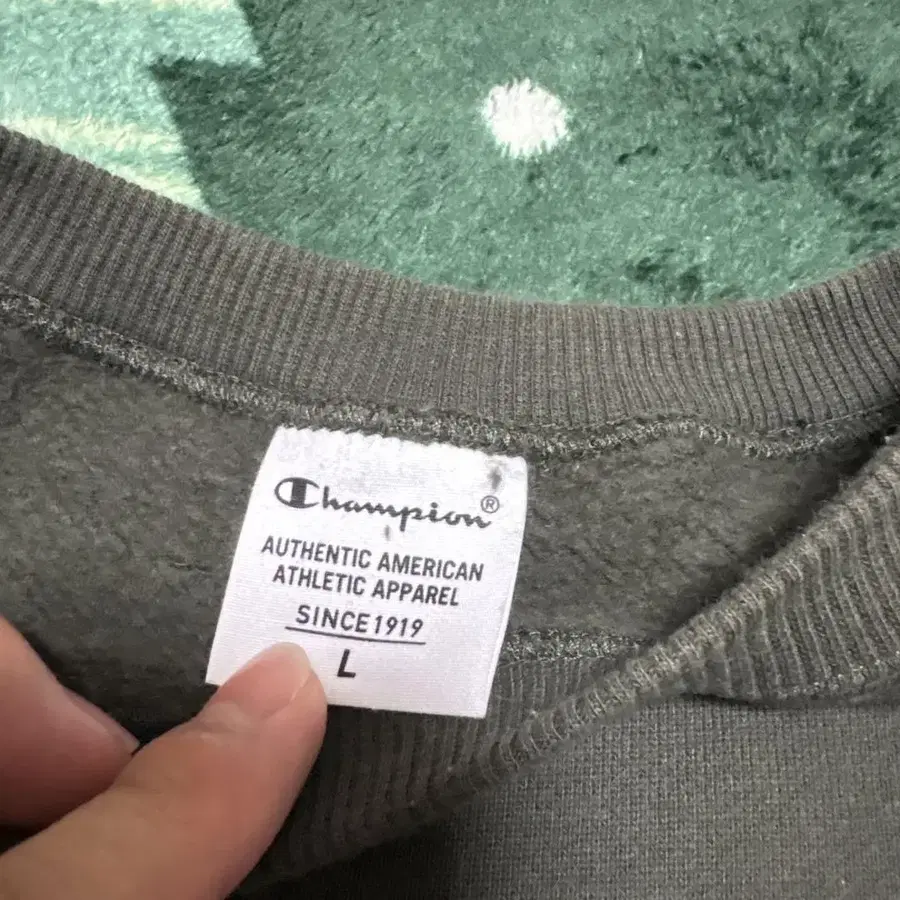 Champion®
AUTHENTIC AMERICAN
ATHLETIC APPAREL
SINCE 1919
L